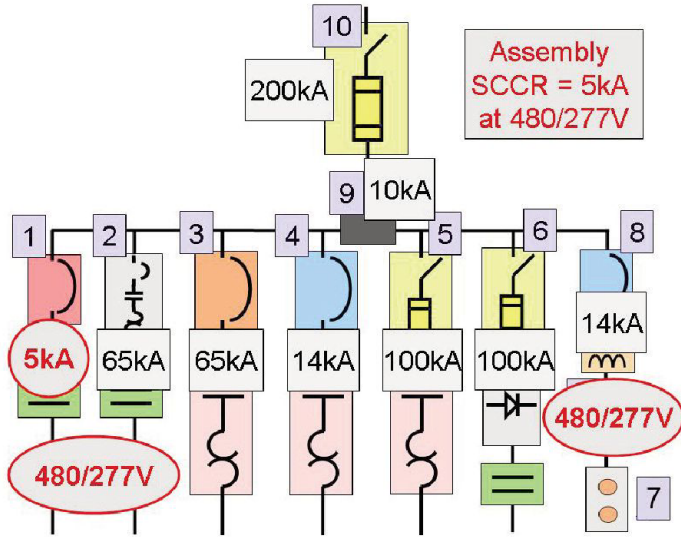 10
200kA
Assembly
SCCR = 5kA
at 480/277V
9
10kA
1
2
3
4
5
6
8
5kA
65kA
65kA
14kA
100kA
100kA
14kA
480/277V
480/277V
7